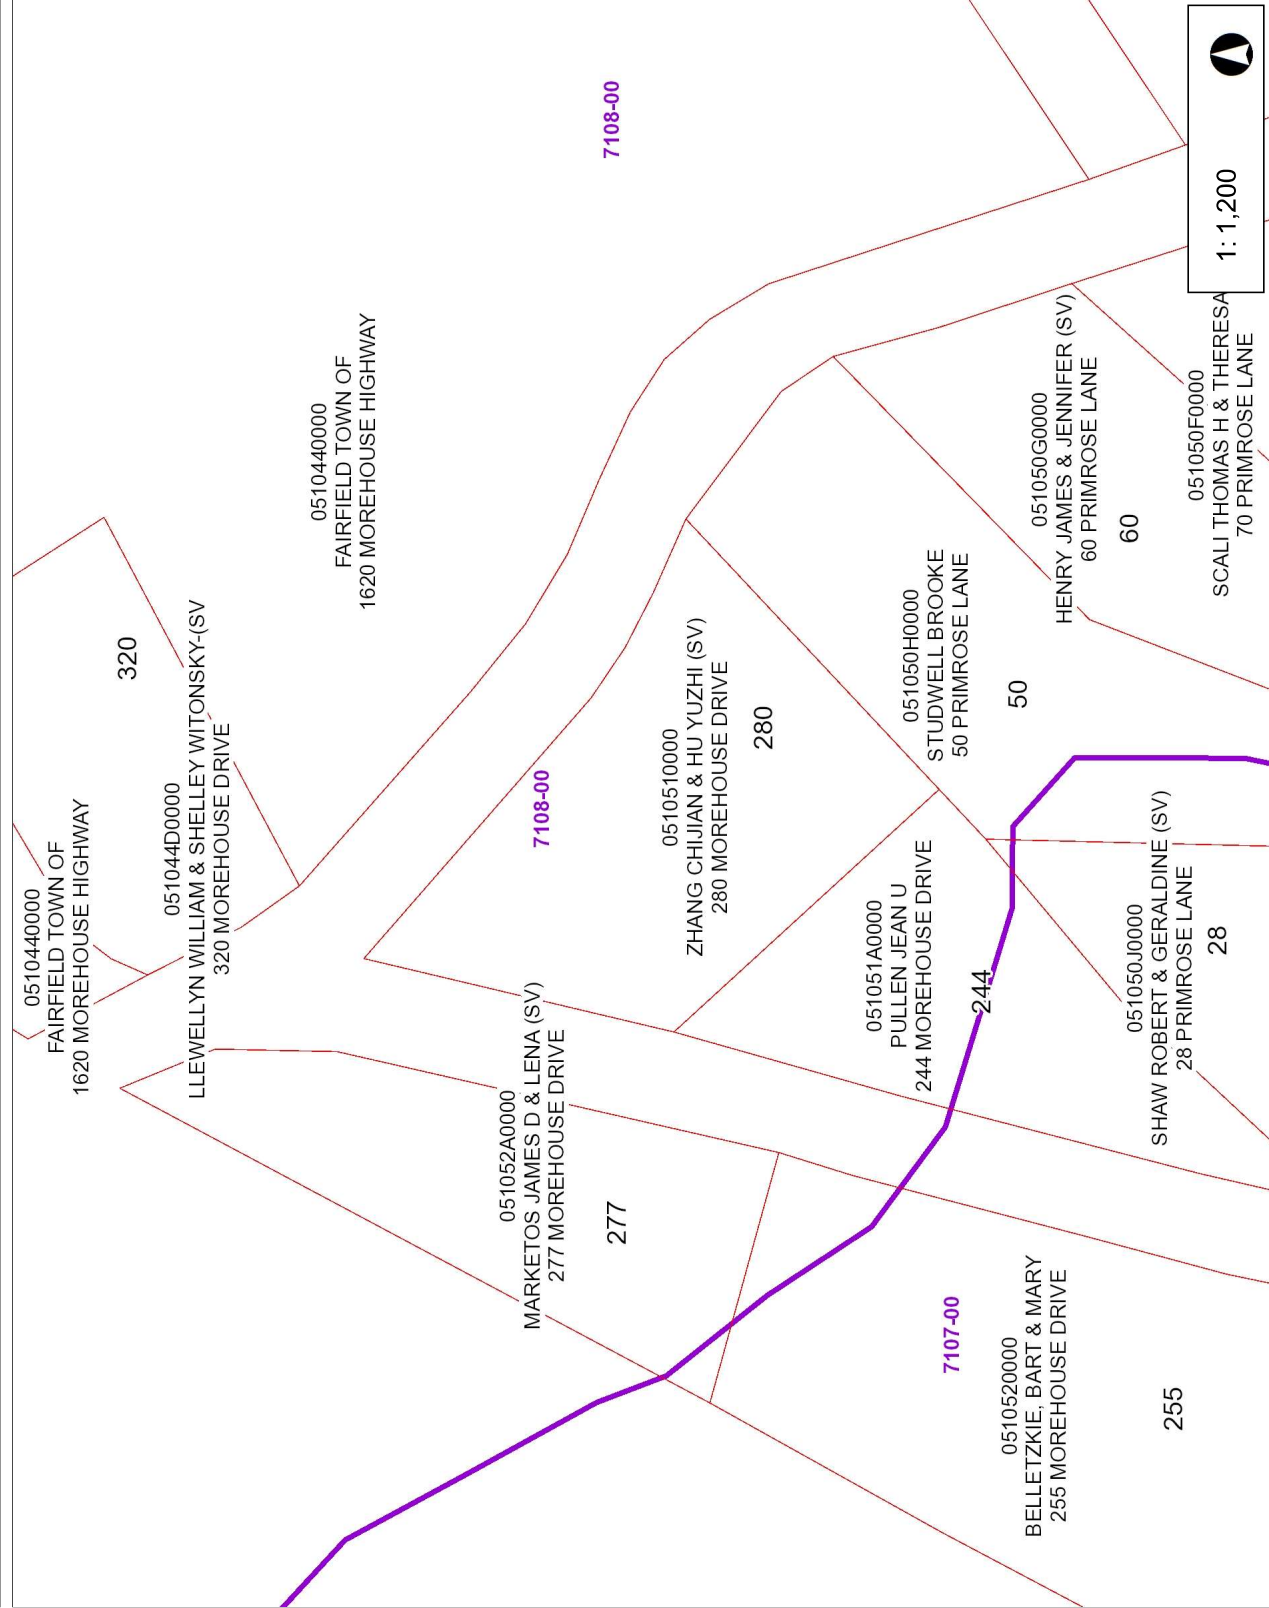 0510440000
FAIRFIELD TOWN OF
1620 MOREHOUSE HIGHWAY
320
051044D0000
LLEWELLYN WILLIAM & SHELLEY WITONSKY-(SV
320 MOREHOUSE DRIVE
0510440000
FAIRFIELD TOWN OF
1620 MOREHOUSE HIGHWAY
7108-00
051052A0000
MARKETOS JAMES D & LENA (SV)
277 MOREHOUSE DRIVE
277
7108-00
0510510000
ZHANG CHIJIAN & HU YUZHI (SV)
280 MOREHOUSE DRIVE
280
051051A0000
PULLEN JEAN U
244 MOREHOUSE DRIVE
244
051050H0000
STUDWELL BROOKE
50 PRIMROSE LANE
50
7107-00
0510520000
BELLETZKIE, BART & MARY
255 MOREHOUSE DRIVE
255
051050J0000
SHAW ROBERT & GERALDINE (SV)
28 PRIMROSE LANE
28
051050G0000
HENRY JAMES & JENNIFER (SV)
60 PRIMROSE LANE
60
051050F0000
SCALI THOMAS H & THERESA
70 PRIMROSE LANE
1: 1,200